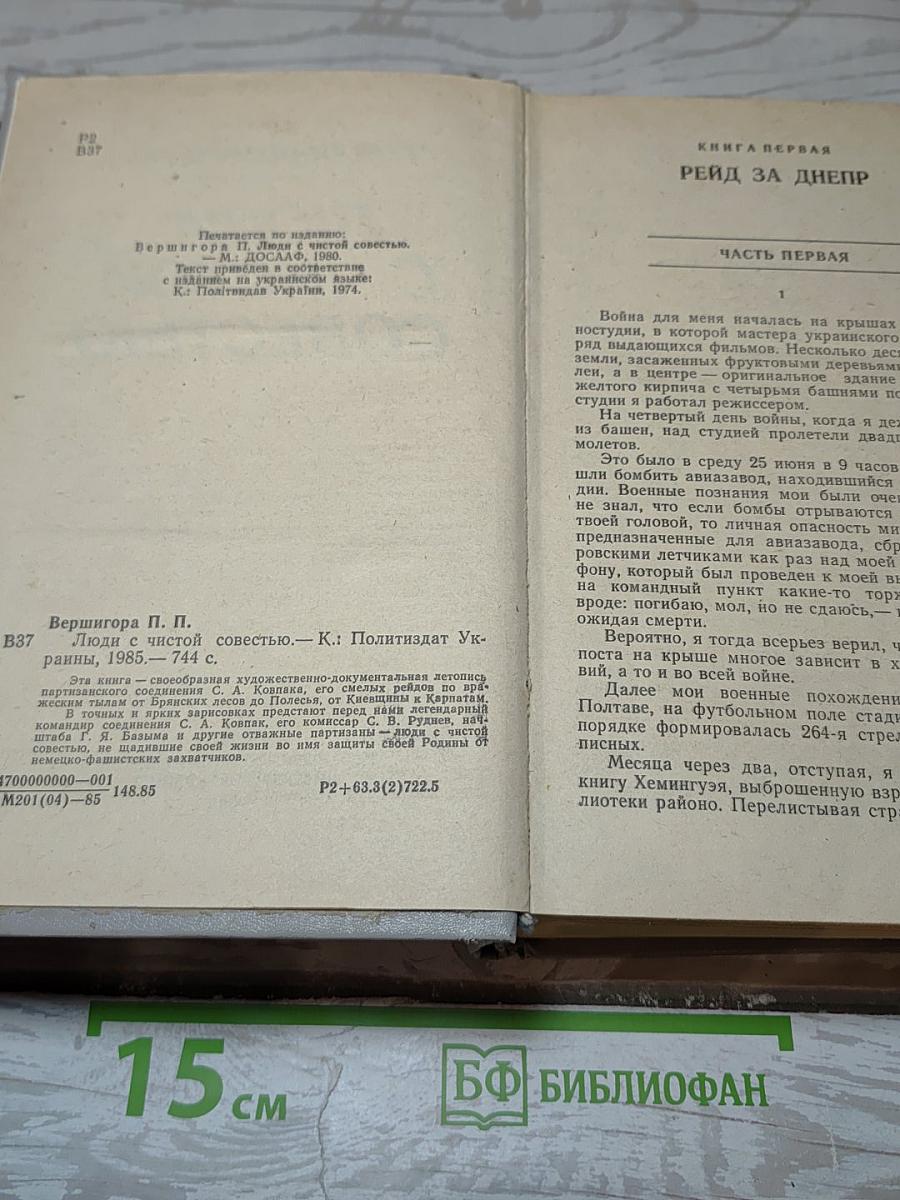 Р2
В37
Печатается по изданию:
Вершигора П. Люди с чистой совестью.
— М.: ДОСААФ, 1980.
Текст приведен в соответствие
с изданием на украинском языке:
К.: Політвидав України, 1974.
Вершигора П. П.
В37 Люди с чистой совестью.— К.: Политиздат Ук-
раины, 1985.— 744 с.
Эта книга — своеобразная художественно-документальная летопись
партизанского соединения С. А. Ковпака, его смелых рейдов по вра-
жеским тылам от Брянских лесов до Полесья, от Киевщины к Карпатам.
В точных и ярких зарисовках предстают перед нами легендарный
командир соединения С. А. Ковпак, его комиссар С. В. Руднев, нач-
штаба Г. Я. Базыма и другие отважные партизаны — люди с чистой
совестью, не щадившие своей жизни во имя защиты своей Родины от
немецко-фашистских захватчиков.
4700000000—001
М201(04)—85 148.85
Р2+63.3(2)722.5
КНИГА ПЕРВАЯ
РЕЙД ЗА ДНЕПР
ЧАСТЬ ПЕРВАЯ
1
Война для меня началась на крышах
ностудии, в которой мастера украинского
ряд выдающихся фильмов. Несколько деся
земли, засаженных фруктовыми деревьями
леи, а в центре — оригинальное здание
желтого кирпича с четырьмя башнями по
студии я работал режиссером.
На четвертый день войны, когда я деж
из башен, над студией пролетели двадц
молетов.
Это было в среду 25 июня в 9 часов
шли бомбить авиазавод, находившийся
дии. Военные познания мои были очен
не знал, что если бомбы отрываются
твоей головой, то личная опасность ми
предназначенные для авиазавода, сбр
ровскими летчиками как раз над моей
фону, который был проведен к моей вы
на командный пункт какие-то торж
вроде: погибаю, мол, но не сдаюсь,—
ожидая смерти.
Вероятно, я тогда всерьез верил, ч
поста на крыше многое зависит в х
вий, а то и во всей войне.
Далее мои военные похождени
Полтаве, на футбольном поле стади
порядке формировалась 264-я стрел
писных.
Месяца через два, отступая, я
книгу Хемингуэя, выброшенную взр
лиотеки районо. Перелистывая стра
15 см
БФ БИБЛИОФАН